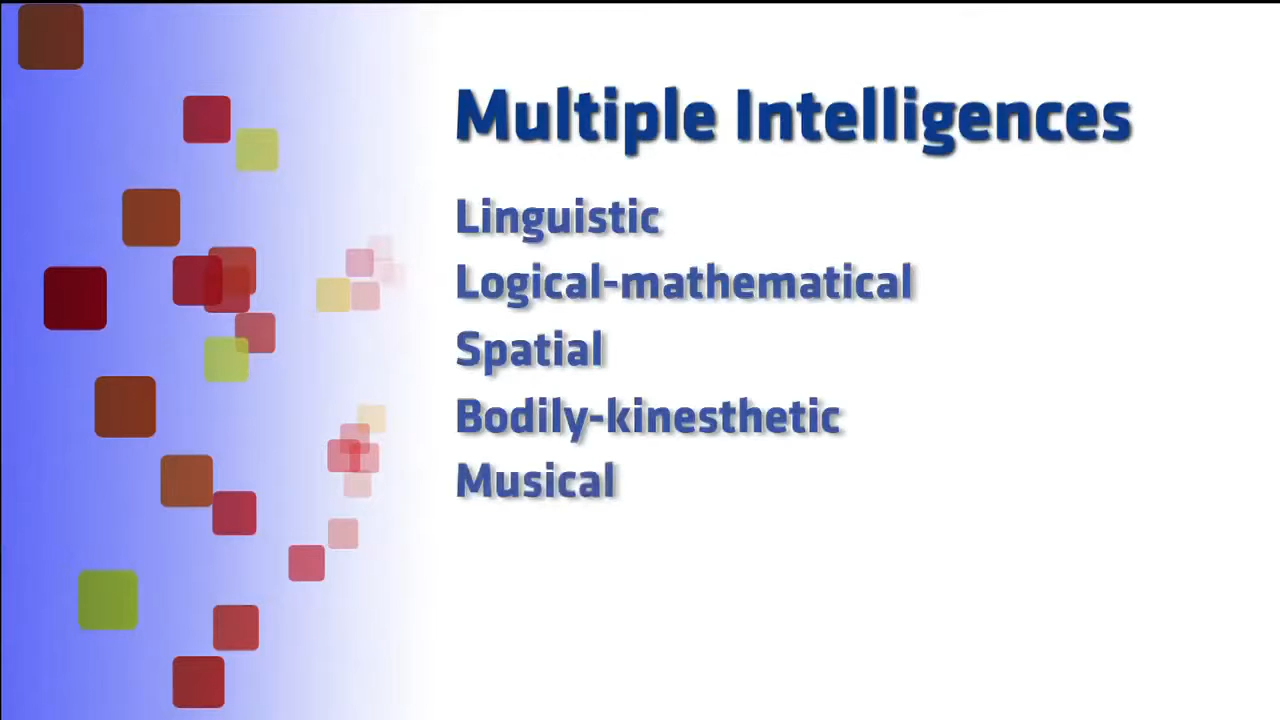 Multiple Intelligences
Linguistic
Logical-mathematical
Spatial
Bodily-kinesthetic
Musical